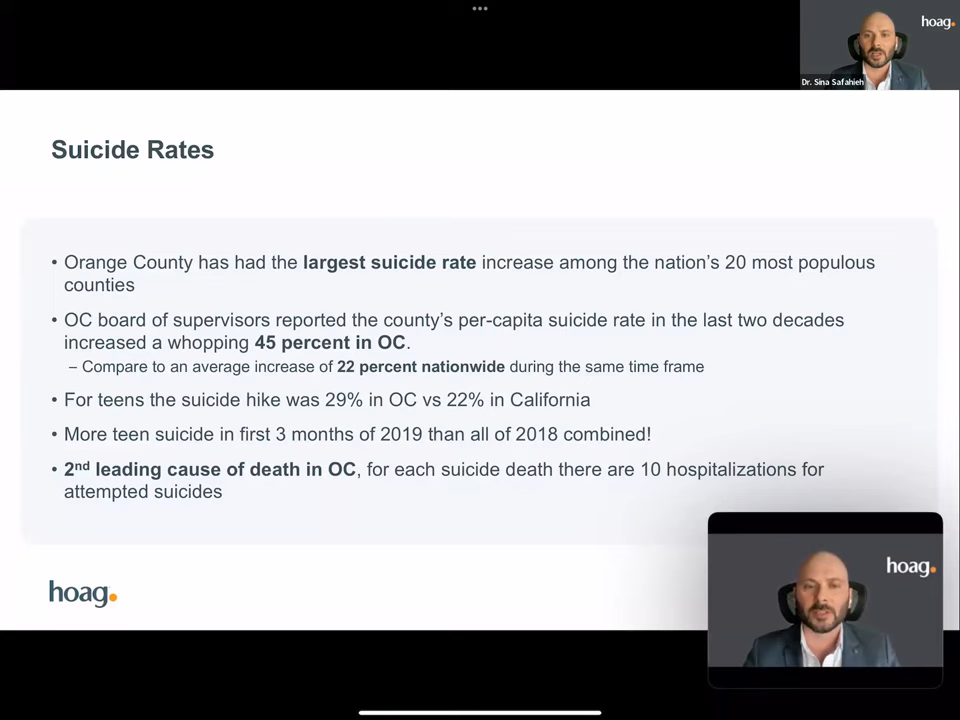 hoag.
Dr. Sina Safahieh
Suicide Rates
• Orange County has had the largest suicide rate increase among the nation's 20 most populous
counties
• OC board of supervisors reported the county's per-capita suicide rate in the last two decades
increased a whopping 45 percent in OC.
– Compare to an average increase of 22 percent nationwide during the same time frame
• For teens the suicide hike was 29% in OC vs 22% in California
• More teen suicide in first 3 months of 2019 than all of 2018 combined!
• 2nd leading cause of death in OC, for each suicide death there are 10 hospitalizations for
attempted suicides
hoag.
hoag.